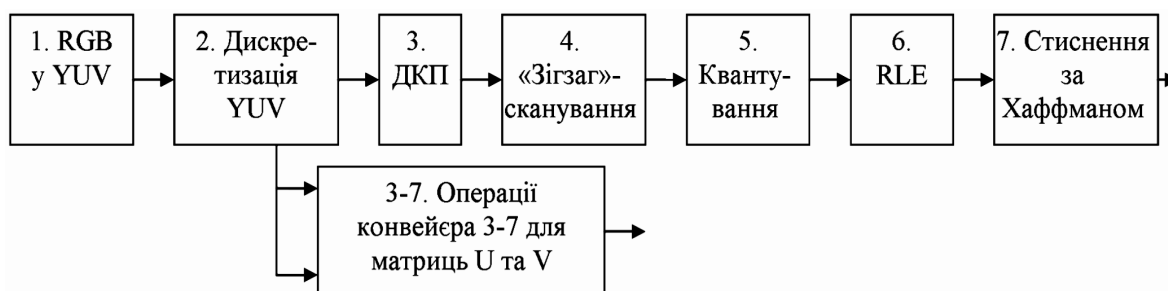 1. RGB
у YUV
2. Дискре-
тизація
YUV
3.
ДКП
4.
«Зігзаг»-
сканування
5.
Кванту-
вання
6.
RLE
7. Стиснення
за
Хаффманом
3-7. Операції
конвейєра 3-7 для
матриць U та V